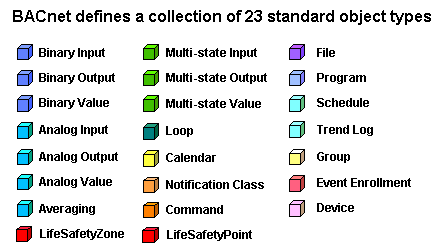 BACnet defines a collection of 23 standard object types
Binary Input
Binary Output
Binary Value
Analog Input
Analog Output
Analog Value
Averaging
LifeSafetyZone
Multi-state Input
Multi-state Output
Multi-state Value
Loop
Calendar
Notification Class
Command
LifeSafetyPoint
File
Program
Schedule
Trend Log
Group
Event Enrollment
Device